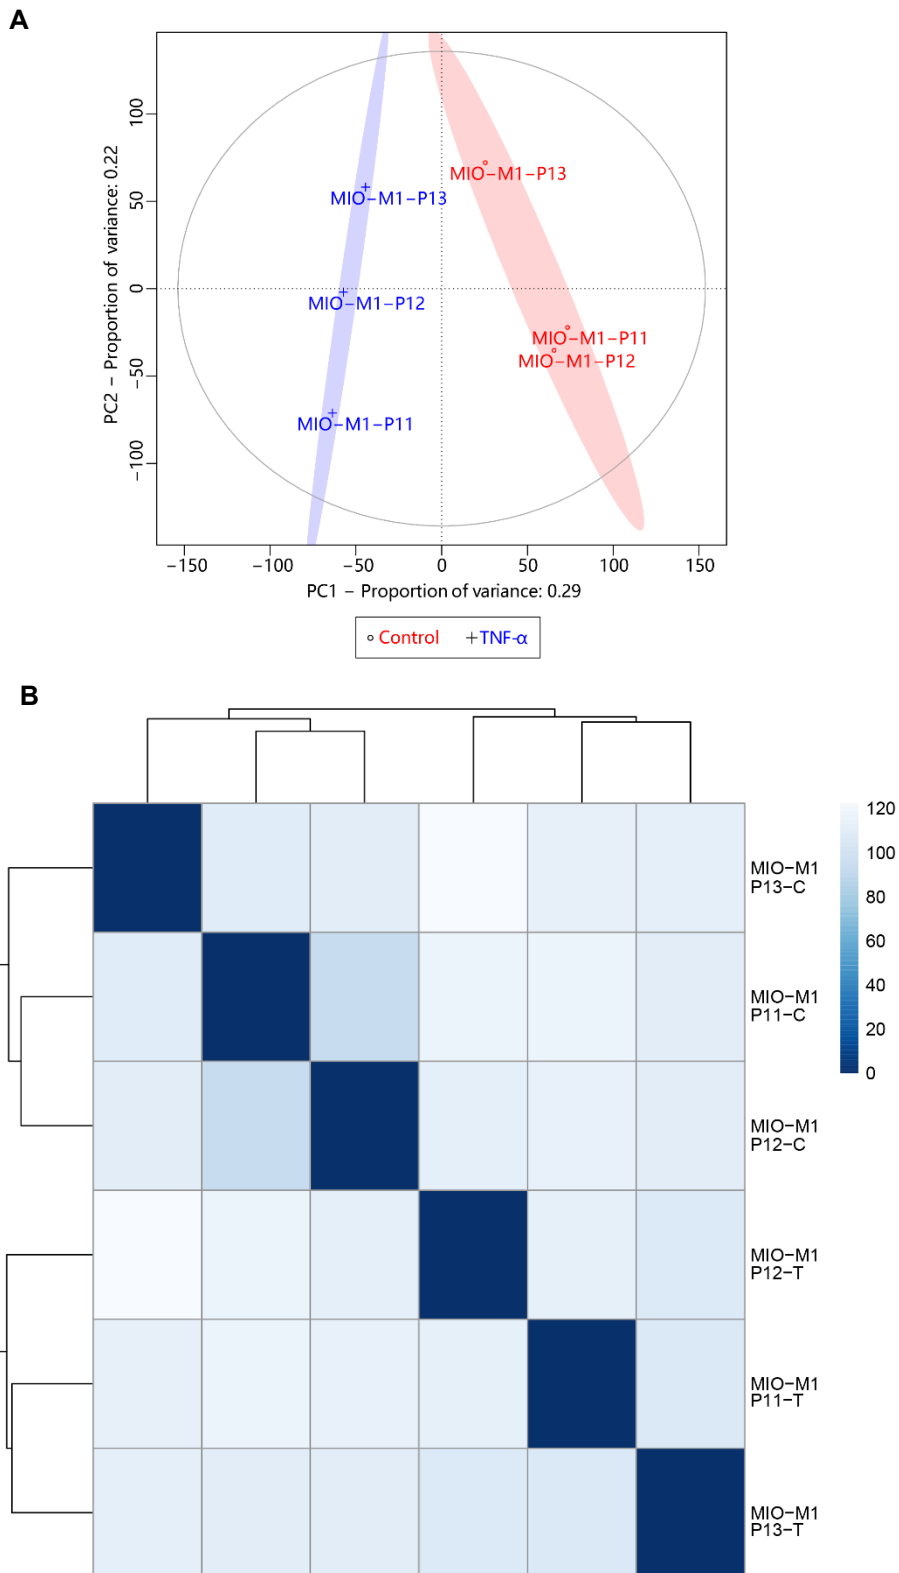 A
PC2 − Proportion of variance: 0.22
100
50
0
−50
−100
MIO−M1−P13
MIO−M1−P13
MIO−M1−P12
MIO−M1−P11
MIO−M1−P12
MIO−M1−P11
−150 −100 −50 0 50 100 150
PC1 − Proportion of variance: 0.29
Control TNF-α
B
120
100
80
60
40
20
0
MIO−M1
P13−C
MIO−M1
P11−C
MIO−M1
P12−C
MIO−M1
P12−T
MIO−M1
P11−T
MIO−M1
P13−T